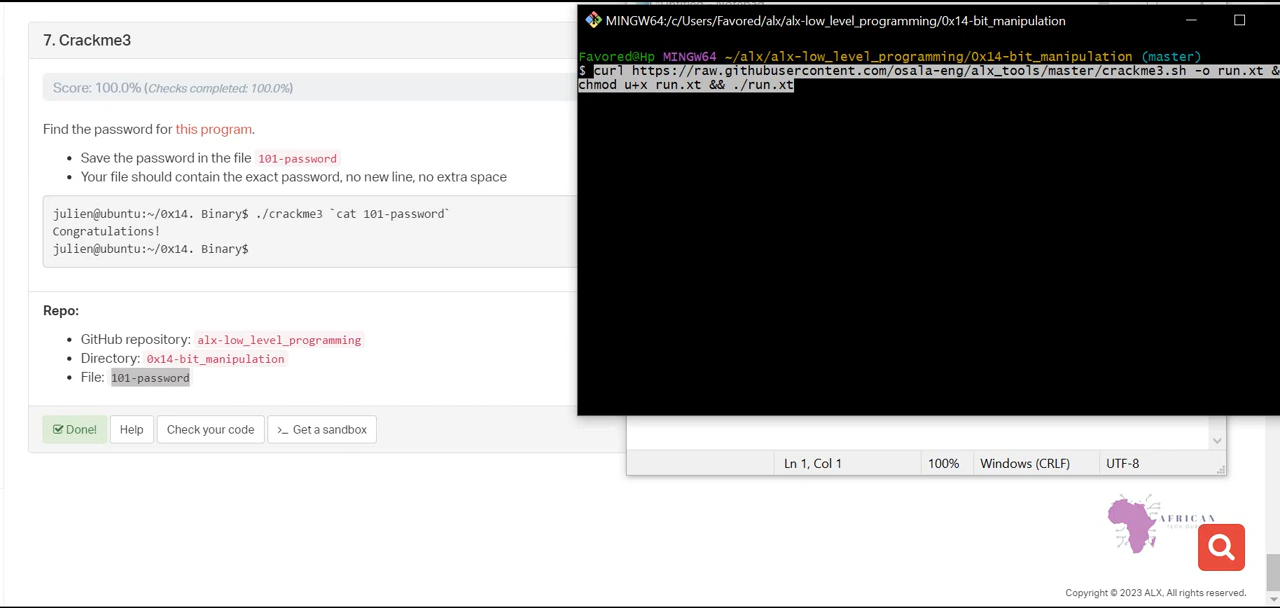 7. Crackme3
Score: 100.0% (Checks completed: 100.0%)
Find the password for this program.
Save the password in the file 101-password
Your file should contain the exact password, no new line, no extra space
julien@ubuntu:~/0x14. Binary$ ./crackme3 `cat 101-password`
Congratulations!
julien@ubuntu:~/0x14. Binary$
Repo:
GitHub repository: alx-low_level_programming
Directory: 0x14-bit_manipulation
File: 101-password
Done! Help Check your code >_ Get a sandbox
MINGW64:/c/Users/Favored/alx/alx-low_level_programming/0x14-bit_manipulation
Favored@Hp MINGW64 ~/alx/alx-low_level_programming/0x14-bit_manipulation (master)
$ curl https://raw.githubusercontent.com/osala-eng/alx_tools/master/crackme3.sh -o run.xt &
chmod u+x run.xt && ./run.xt
Ln 1, Col 1 100% Windows (CRLF) UTF-8
AFRICAN
Copyright © 2023 ALX, All rights reserved.